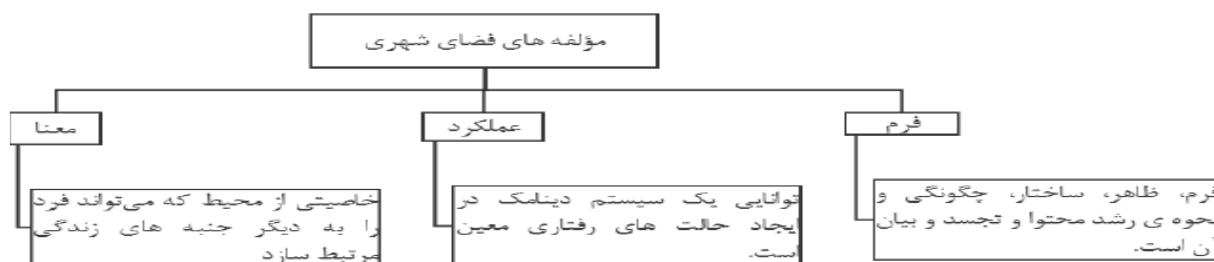 مؤلفه های فضای شهری
فرم
عملکرد
معنا
فرم، ظاهر، ساختار، چگونگی و
نحوه ی رشد محتوا و تجسد و بیان
آن است.
توانایی یک سیستم دینامک در
ایجاد حالت های رفتاری معین
است.
خاصیتی از محیط که می‌تواند فرد
را به دیگر جنبه های زندگی
مرتبط سازد